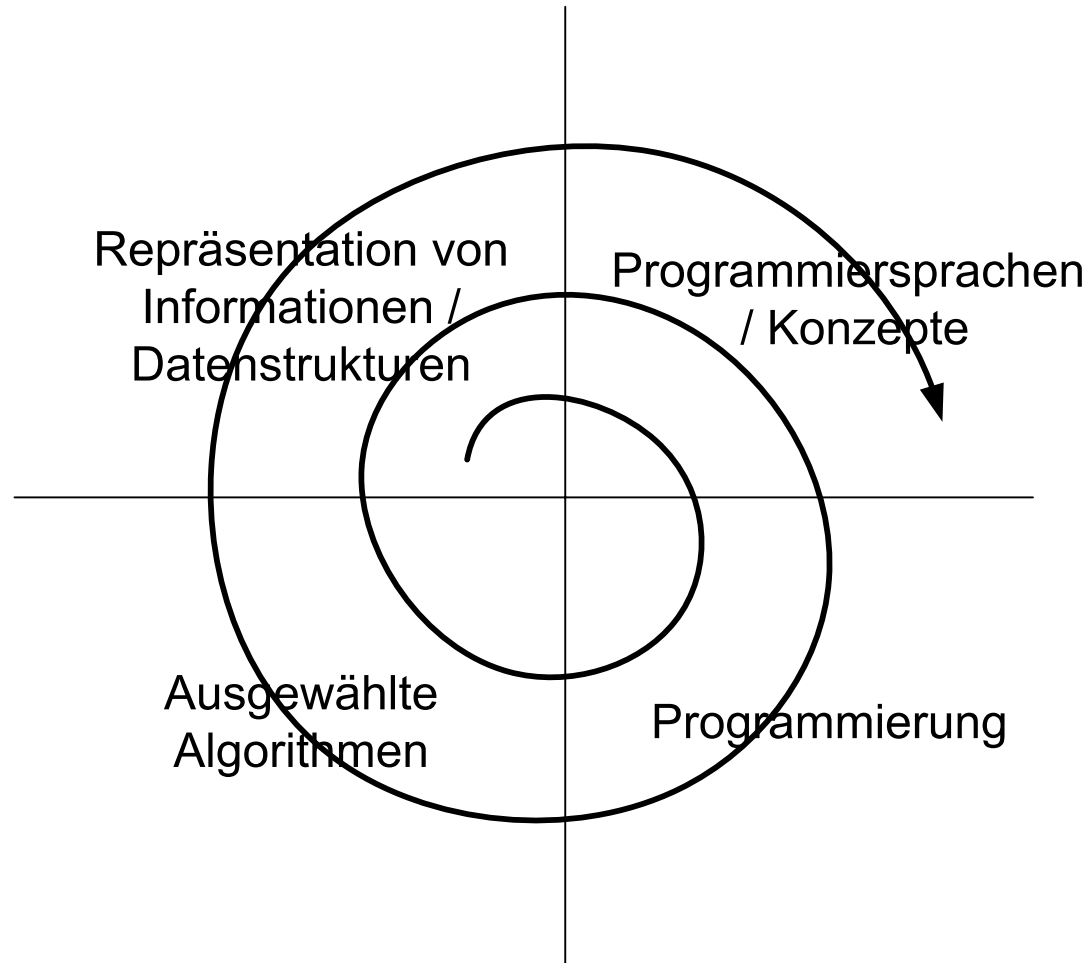 Repräsentation von
Informationen /
Datenstrukturen
Programmiersprachen
/ Konzepte
Ausgewählte
Algorithmen
Programmierung